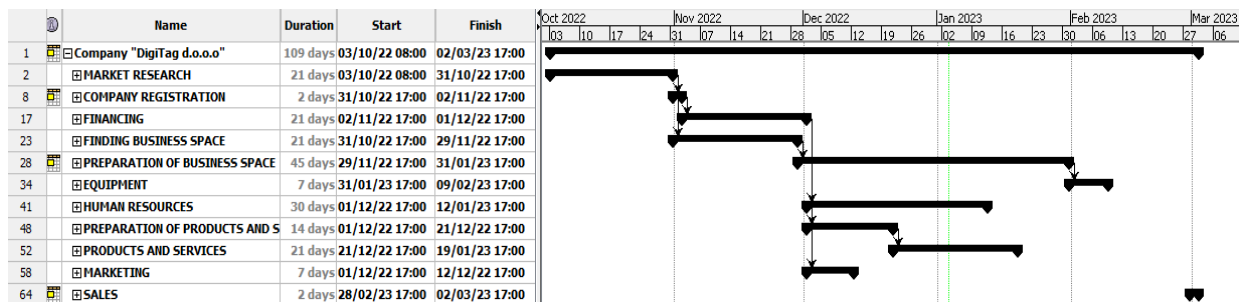 Name Duration Start Finish
Oct 2022 Nov 2022 Dec 2022 Jan 2023 Feb 2023 Mar 2023
03 10 17 24 31 07 14 21 28 05 12 19 26 02 09 16 23 30 06 13 20 27 06
1 Company "DigiTag d.o.o.o" 109 days 03/10/22 08:00 02/03/23 17:00
2 MARKET RESEARCH 21 days 03/10/22 08:00 31/10/22 17:00
8 COMPANY REGISTRATION 2 days 31/10/22 17:00 02/11/22 17:00
17 FINANCING 21 days 02/11/22 17:00 01/12/22 17:00
23 FINDING BUSINESS SPACE 21 days 31/10/22 17:00 29/11/22 17:00
28 PREPARATION OF BUSINESS SPACE 45 days 29/11/22 17:00 31/01/23 17:00
34 EQUIPMENT 7 days 31/01/23 17:00 09/02/23 17:00
41 HUMAN RESOURCES 30 days 01/12/22 17:00 12/01/23 17:00
48 PREPARATION OF PRODUCTS AND S 14 days 01/12/22 17:00 21/12/22 17:00
52 PRODUCTS AND SERVICES 21 days 21/12/22 17:00 19/01/23 17:00
58 MARKETING 7 days 01/12/22 17:00 12/12/22 17:00
64 SALES 2 days 28/02/23 17:00 02/03/23 17:00